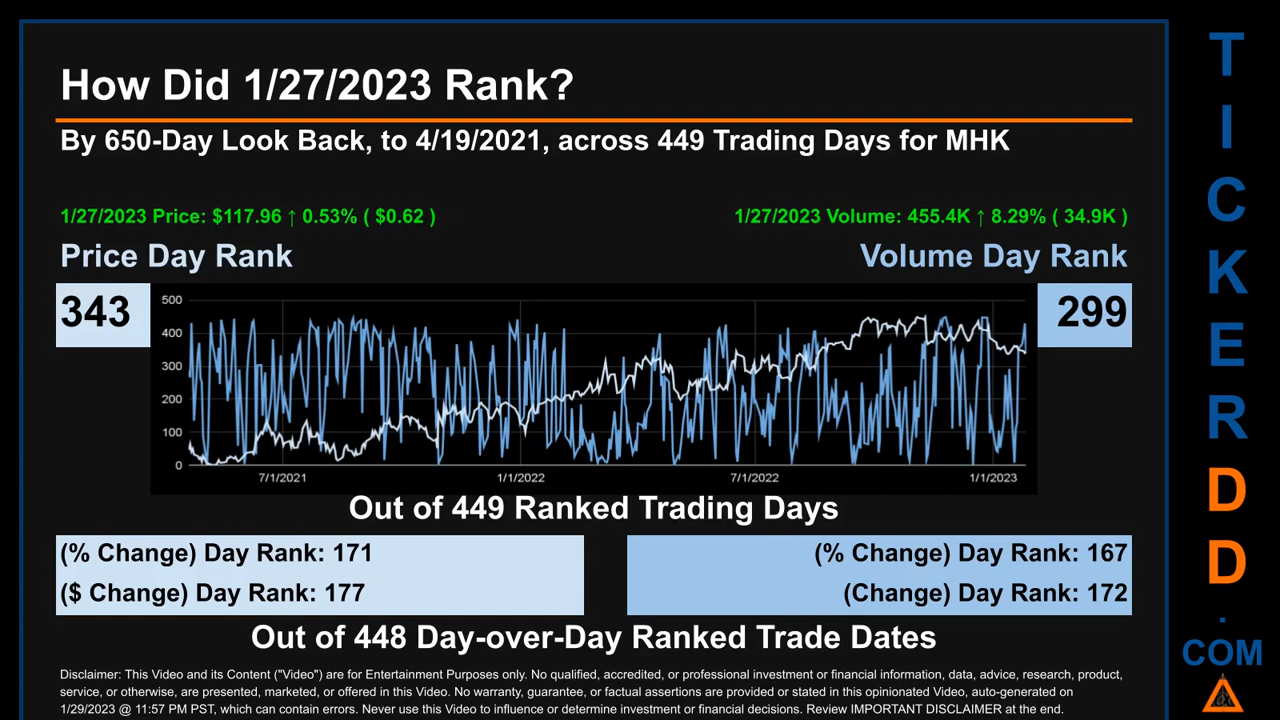 How Did 1/27/2023 Rank?
By 650-Day Look Back, to 4/19/2021, across 449 Trading Days for MHK
1/27/2023 Price: $117.96 ↑ 0.53% ( $0.62 )
1/27/2023 Volume: 455.4K ↑ 8.29% ( 34.9K )
Price Day Rank
Volume Day Rank
343
299
500
400
300
200
100
0
7/1/2021
1/1/2022
7/1/2022
1/1/2023
Out of 449 Ranked Trading Days
(% Change) Day Rank: 171
($ Change) Day Rank: 177
(% Change) Day Rank: 167
(Change) Day Rank: 172
Out of 448 Day-over-Day Ranked Trade Dates
Disclaimer: This Video and its Content ("Video") are for Entertainment Purposes only. No qualified, accredited, or professional investment or financial information, data, advice, research, product,
service, or otherwise, are presented, marketed, or offered in this Video. No warranty, guarantee, or factual assertions are provided or stated in this opinionated Video, auto-generated on
1/29/2023 @ 11:57 PM PST, which can contain errors. Never use this Video to influence or determine investment or financial decisions. Review IMPORTANT DISCLAIMER at the end.
T
I
C
K
E
R
D
D
.
COM